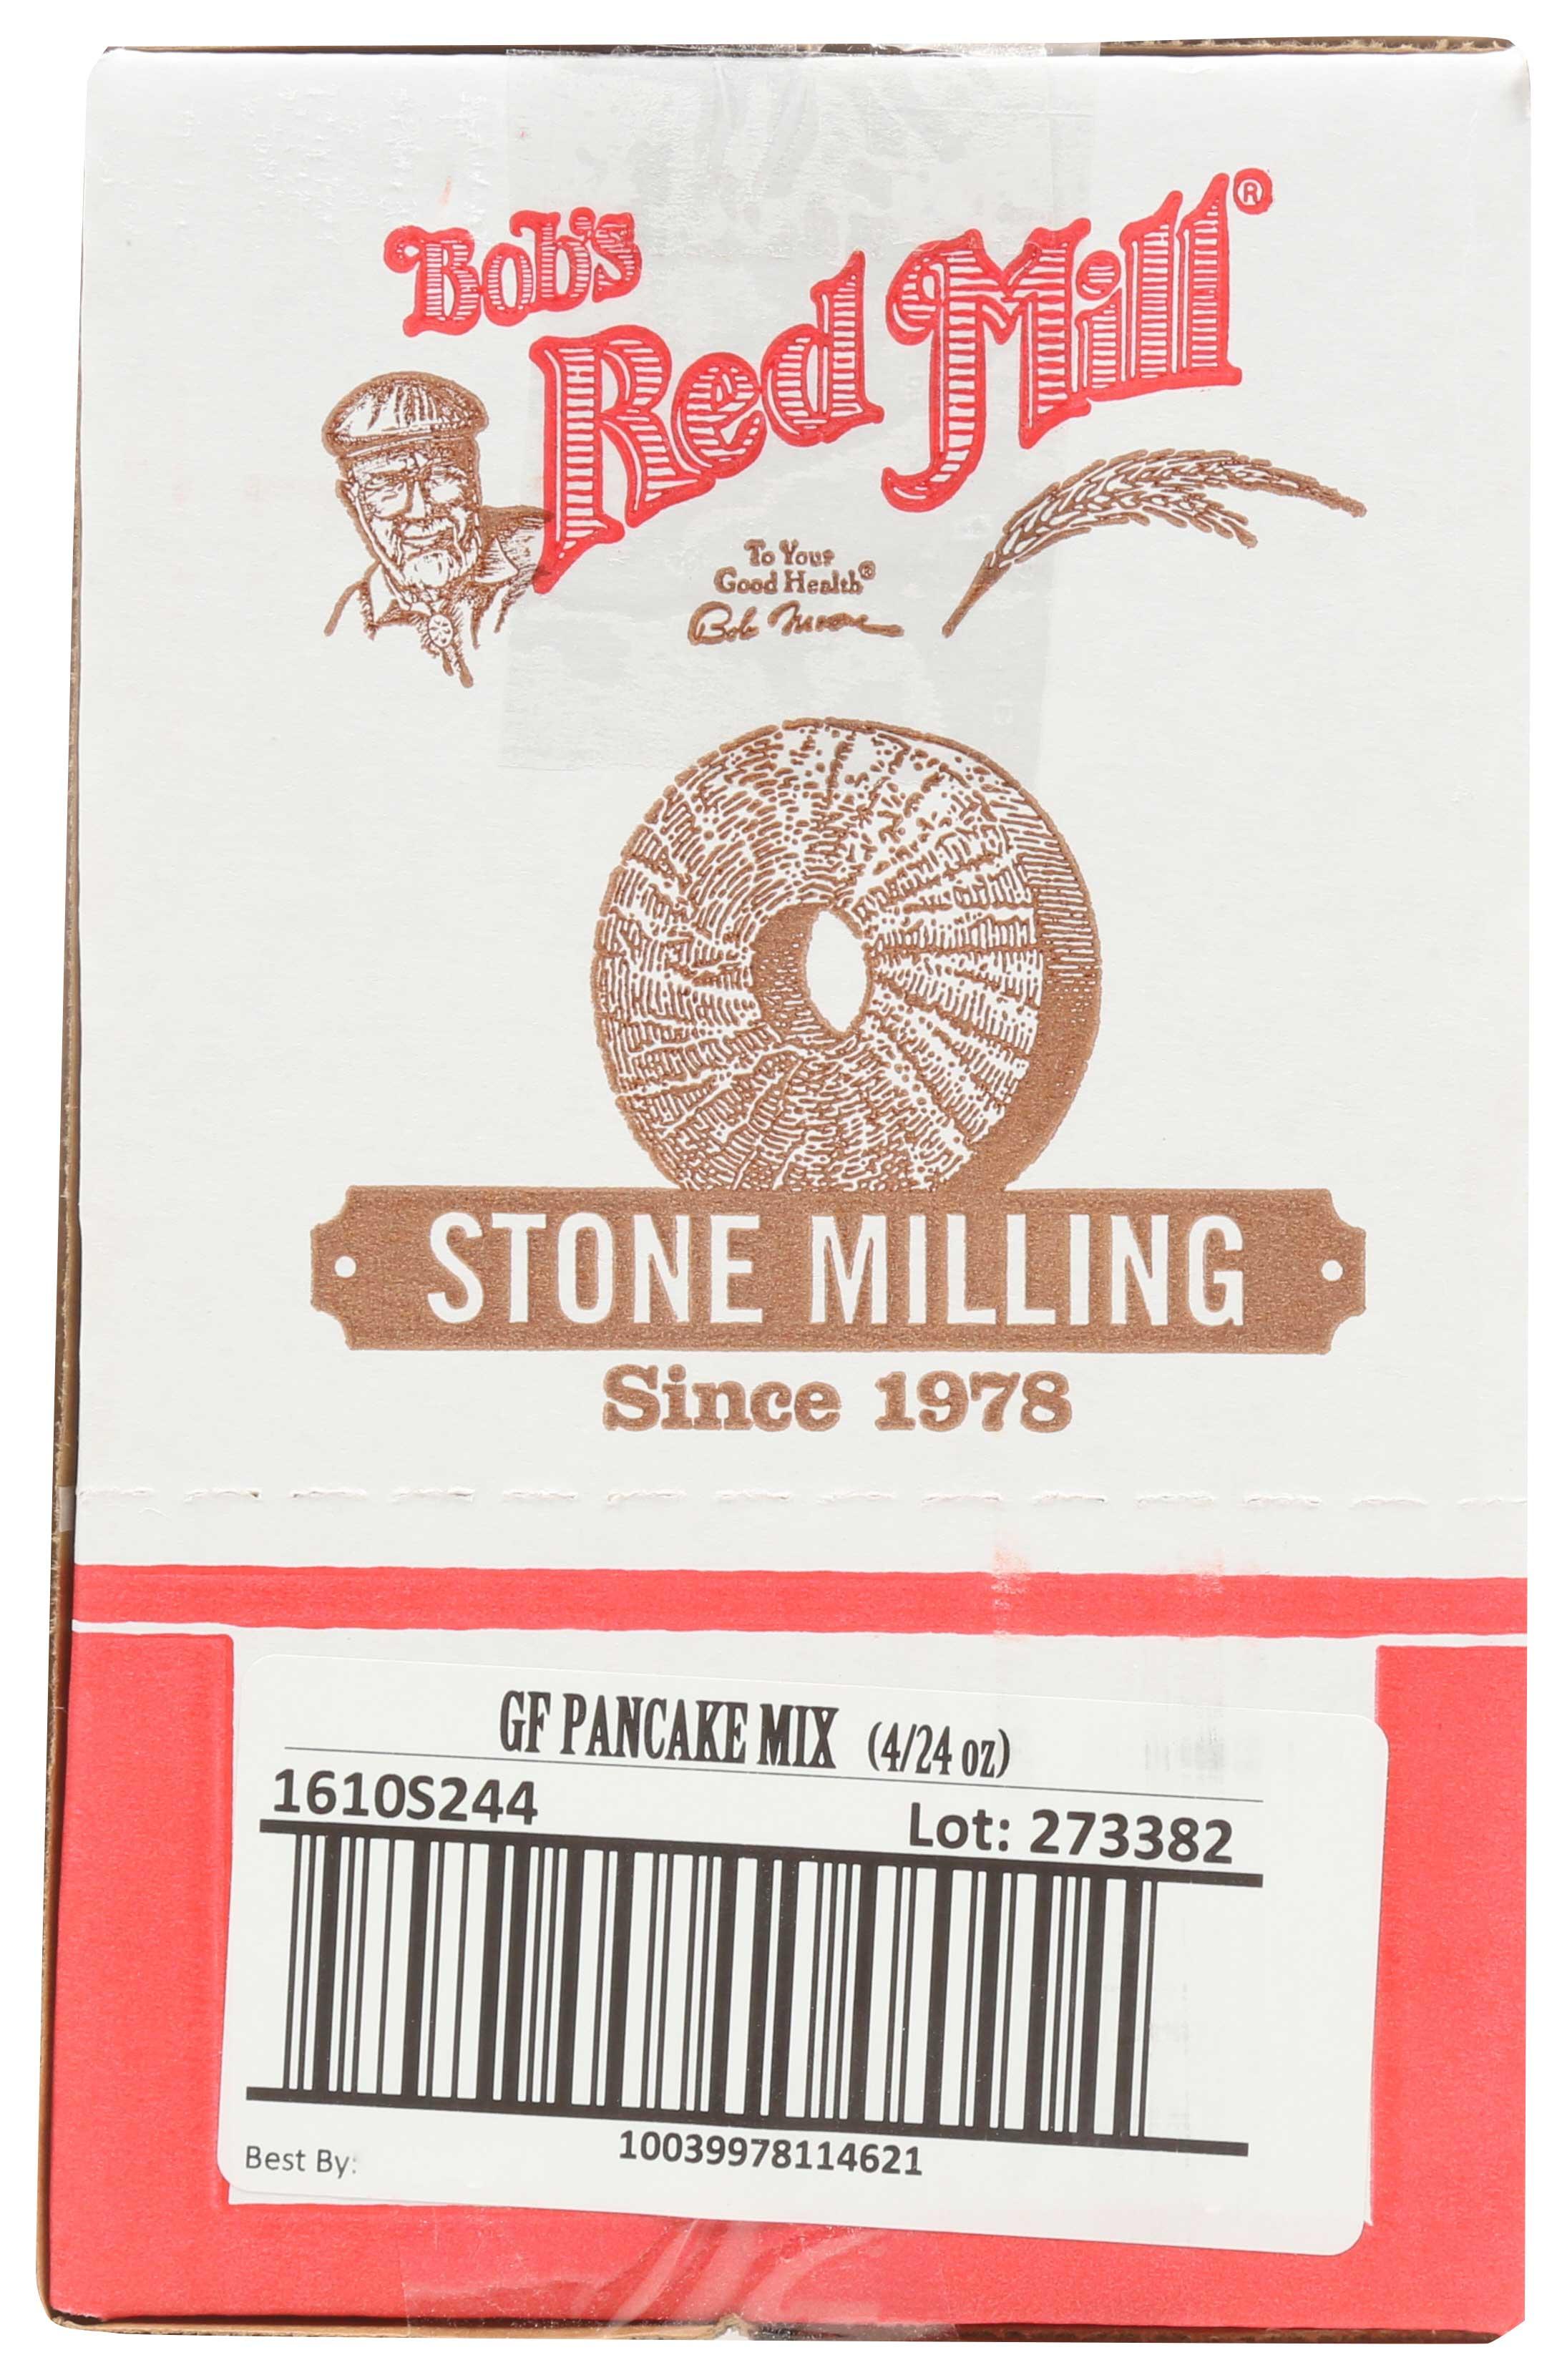 Bob's
Red Mill®
To Your
Good Health®
Bob Moore
STONE MILLING
Since 1978
GF PANCAKE MIX (4/24 oz)
1610S244
Lot: 273382
10039978114621
Best By: